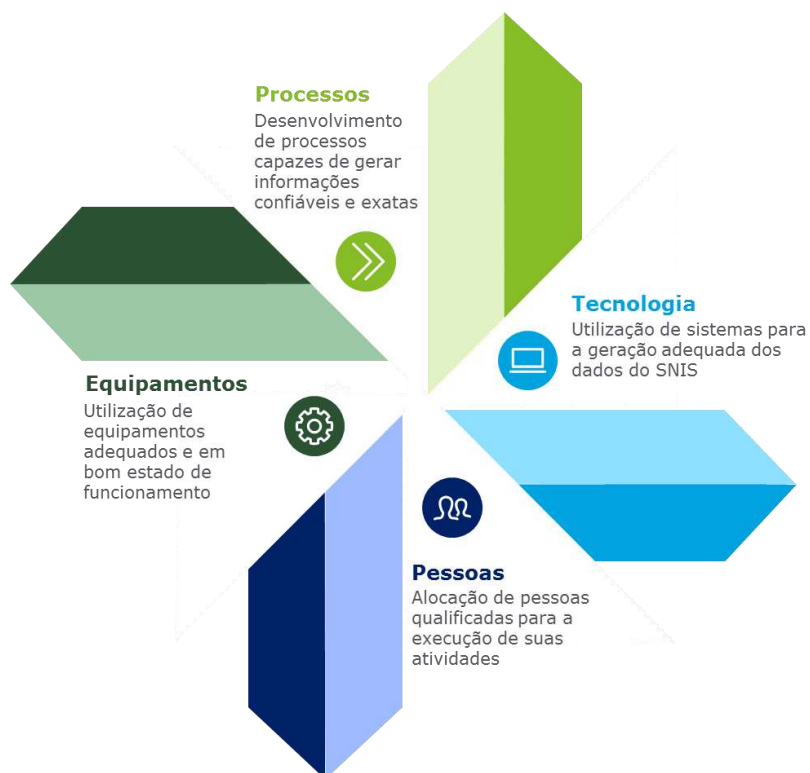 Processos
Desenvolvimento
de processos
capazes de gerar
informações
confiáveis e exatas
Tecnologia
Utilização de sistemas para
a geração adequada dos
dados do SNIS
Equipamentos
Utilização de
equipamentos
adequados e em
bom estado de
funcionamento
Pessoas
Alocação de pessoas
qualificadas para a
execução de suas
atividades